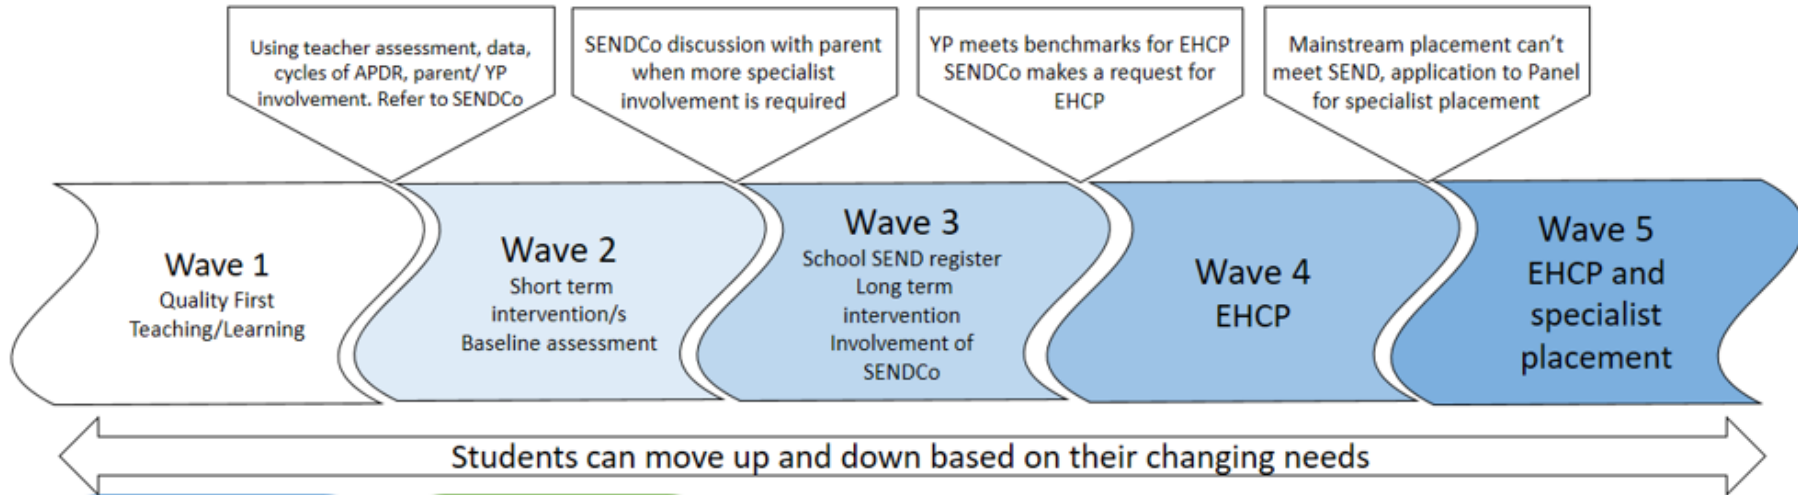 Using teacher assessment, data,
cycles of APDR, parent/ YP
involvement. Refer to SENDCo
SENDCo discussion with parent
when more specialist
involvement is required
YP meets benchmarks for EHCP
SENDCo makes a request for
EHCP
Mainstream placement can't
meet SEND, application to Panel
for specialist placement
Wave 1
Quality First
Teaching/Learning
Wave 2
Short term
intervention/s
Baseline assessment
Wave 3
School SEND register
Long term
intervention
Involvement of
SENDCo
Wave 4
EHCP
Wave 5
EHCP and
specialist
placement
Students can move up and down based on their changing needs